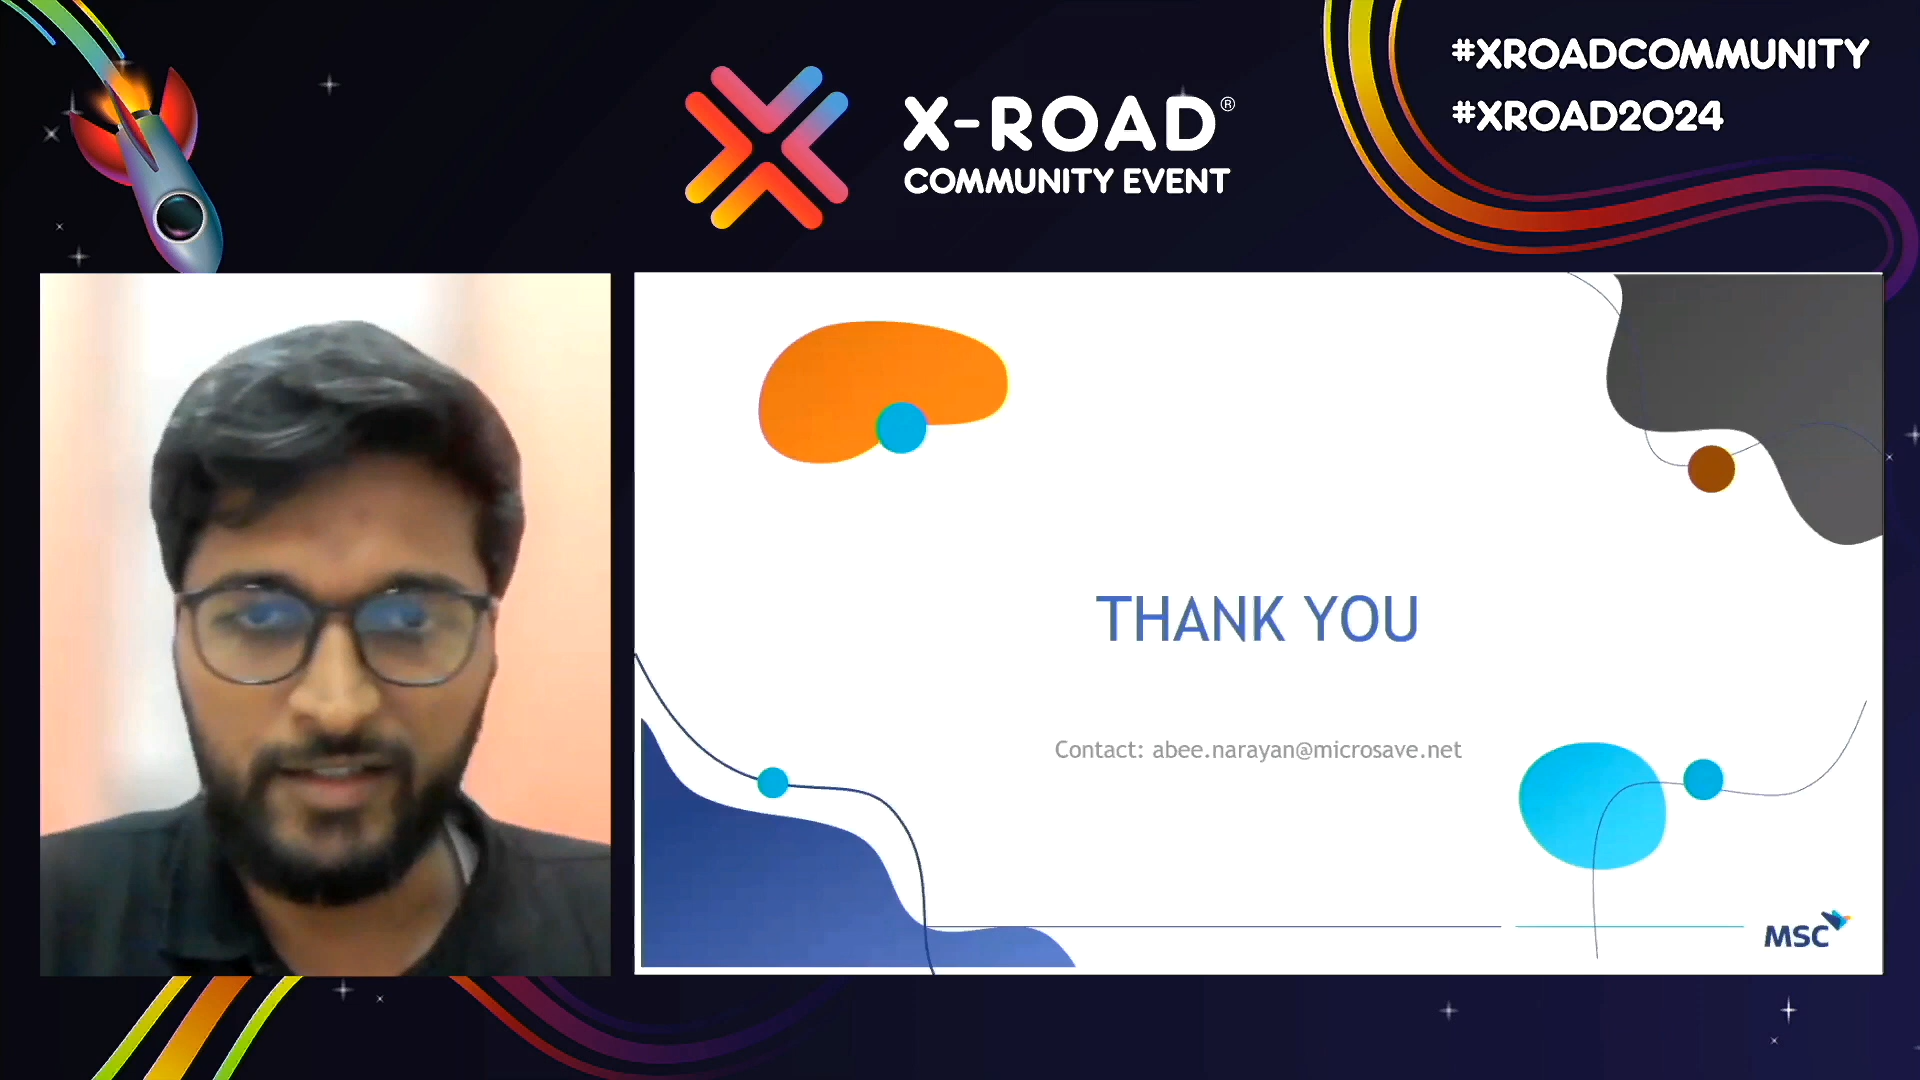 X-ROAD®
COMMUNITY EVENT
#XROADCOMMUNITY
#XROAD2024
THANK YOU
Contact: abee.narayan@microsave.net
MSC